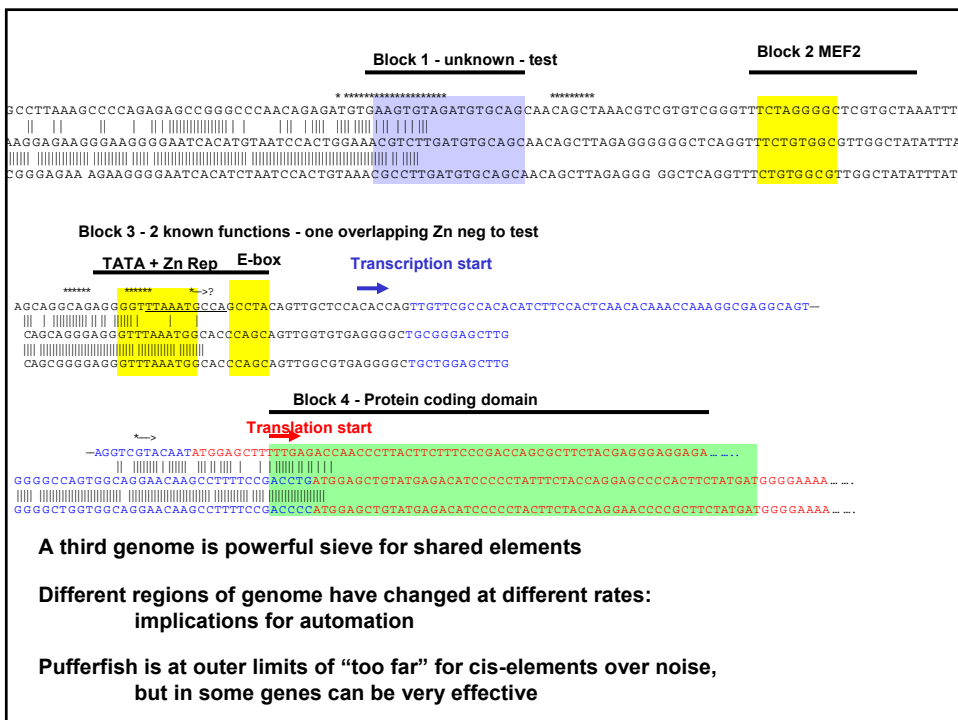 Block 1 - unknown - test
Block 2 MEF2
* ********************
*********
GCCTTAAAGCCCCAGAGAGCCGGGCCCAACAGAGATGTGAAGTGTAGATGTGCAGCAACAGCTAAACGTCGTGTCGGGTTTCTAGGGGCTCGTGCTAAATTT
AAGGAGAAGGGAAGGGGAATCACATGTAATCCACTGGAAACGTCTTGATGTGCAGCAACAGCTTAGAGGGGGGCTCAGGTTTCTGTGGCGTTGGCTATATTTA
CGGGAGAA AGAAGGGGAATCACATCTAATCCACTGTAAACGCCTTGATGTGCAGCAACAGCTTAGAGGG GGCTCAGGTTTCTGTGGCGTTGGCTATATTTAT
Block 3 - 2 known functions - one overlapping Zn neg to test
TATA + Zn Rep
E-box
Transcription start
****** ****** *-->?
AGCAGGCAGAGGGGTTTAAATGCCAGCCTACAGTTGCTCCACACCAGTTGTTCGCCACACATCTTCCACTCAACACAAACCAAAGGCGAGGCAGT—
CAGCAGGGAGGGTTTAAATGGCACCCAGCAGTTGGTGTGAGGGGCTGCGGGAGCTTG
CAGCGGGGAGGGTTTAAATGGCACCCAGCAGTTGGCGTGAGGGGCTGCTGGAGCTTG
Block 4 - Protein coding domain
Translation start
*-->
—AGGTCGTACAATATGGAGCTTTTGAGACCAACCCTTACTTCTTTCCCGACCAGCGCTTCTACGAGGGAGGAGA... ...
GGGGCCAGTGGCAGGAACAAGCCTTTTCCGACCTGATGGAGCTGTATGAGACATCCCCCTATTTCTACCAGGAGCCCCACTTCTATGATGGGGAAAA... ...
GGGGCTGGTGGCAGGAACAAGCCTTTTCCGACCCCATGGAGCTGTATGAGACATCCCCCTACTTCTACCAGGAACCCCGCTTCTATGATGGGGAAAA... ...
A third genome is powerful sieve for shared elements
Different regions of genome have changed at different rates:
implications for automation
Pufferfish is at outer limits of “too far” for cis-elements over noise,
but in some genes can be very effective